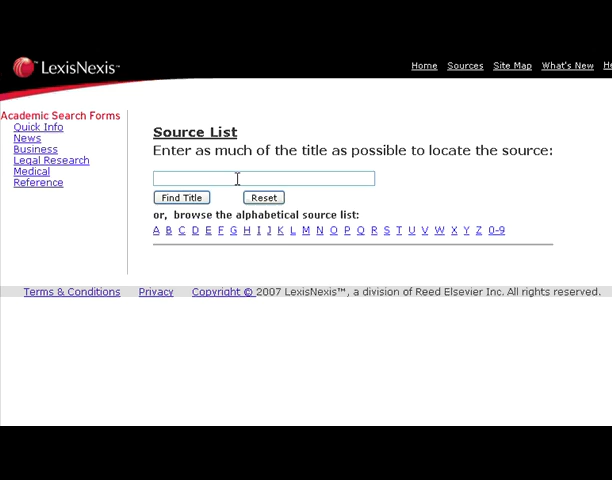 LexisNexis™
Home Sources Site Map What's New
Academic Search Forms
Quick Info
News
Business
Legal Research
Medical
Reference
Source List
Enter as much of the title as possible to locate the source:
Find Title Reset
or, browse the alphabetical source list:
A B C D E F G H I J K L M N O P Q R S T U V W X Y Z 0-9
Terms & Conditions Privacy Copyright © 2007 LexisNexis™, a division of Reed Elsevier Inc. All rights reserved.